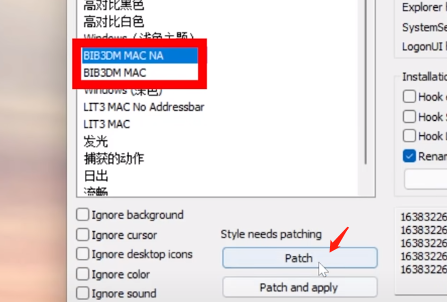 高对比黑色
高对比白色
Windows (浅色主题)
BIB3DM MAC NA
BIB3DM MAC
Windows (深色)
LIT3 MAC No Addressbar
LIT3 MAC
发光
捕获的动作
日出
流畅
Ignore background
Ignore cursor
Ignore desktop icons
Ignore color
Ignore sound
Style needs patching
Patch
Patch and apply
Explorer
SystemSe
LogonUI
Installatio
Hook
Hook
Hook
Renam
16383226
16383226
16383226
16383226
16383226